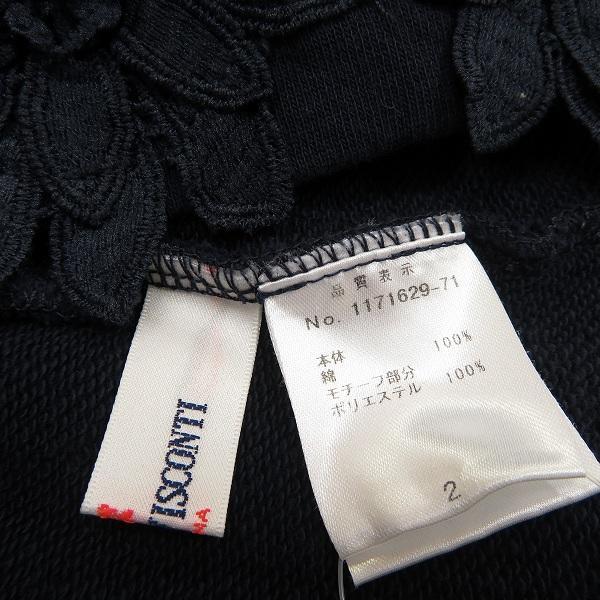 TISCONTI
品質表示
No. 1171629-71
本体
綿 100%
モチーフ部分
ポリエステル 100%
2